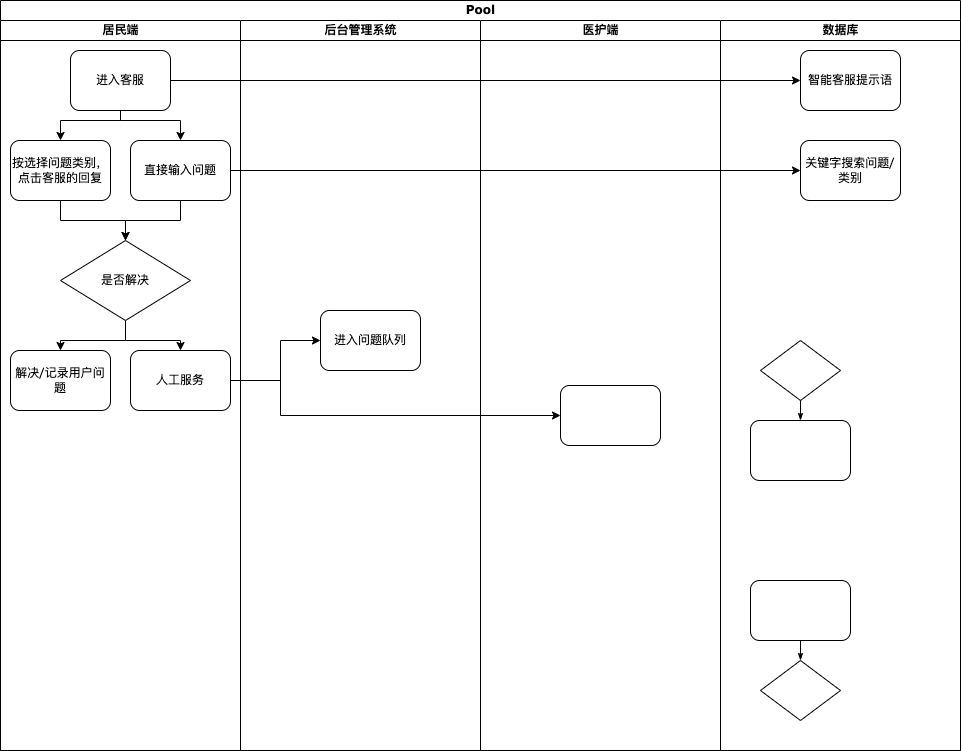 Pool
居民端
后台管理系统
医护端
数据库
进入客服
智能客服提示语
按选择问题类别,
点击客服的回复
直接输入问题
关键字搜索问题/
类别
是否解决
进入问题队列
解决/记录用户问
题
人工服务